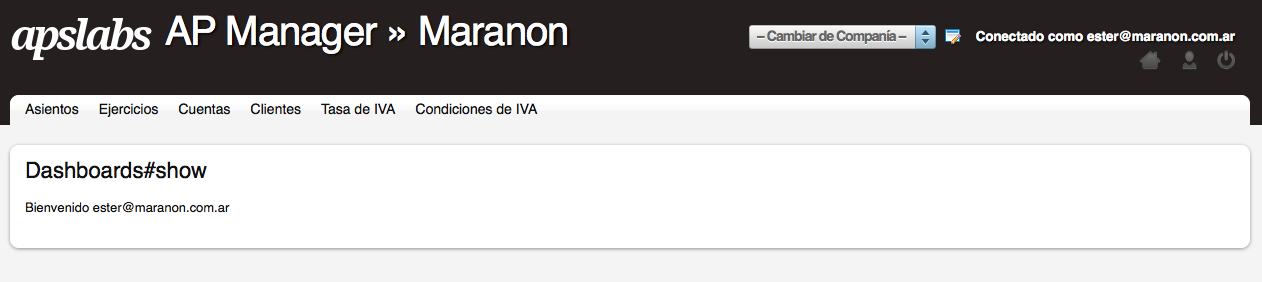 apslabs AP Manager » Maranon
-- Cambiar de Companía -- Conectado como ester@maranon.com.ar
Asientos Ejercicios Cuentas Clientes Tasa de IVA Condiciones de IVA
Dashboards#show
Bienvenido ester@maranon.com.ar